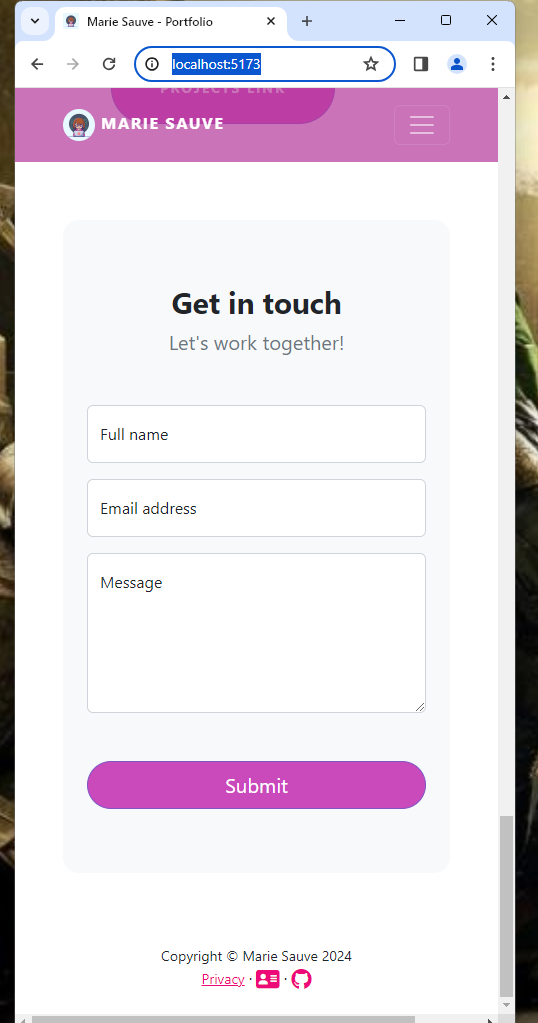 Marie Sauve - Portfolio
localhost:5173
PROJECTS LINK
MARIE SAUVE
Get in touch
Let's work together!
Full name
Email address
Message
Submit
Copyright © Marie Sauve 2024
Privacy · ·